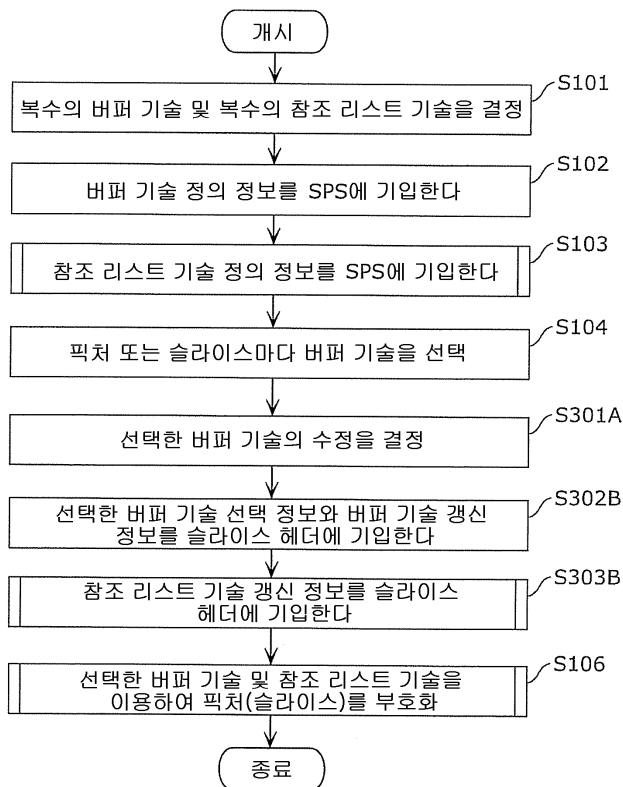 개시
S101
복수의 버퍼 기술 및 복수의 참조 리스트 기술을 결정
S102
버퍼 기술 정의 정보를 SPS에 기입한다
S103
참조 리스트 기술 정의 정보를 SPS에 기입한다
S104
픽처 또는 슬라이스마다 버퍼 기술을 선택
S301A
선택한 버퍼 기술의 수정을 결정
S302B
선택한 버퍼 기술 선택 정보와 버퍼 기술 갱신
정보를 슬라이스 헤더에 기입한다
S303B
참조 리스트 기술 갱신 정보를 슬라이스
헤더에 기입한다
S106
선택한 버퍼 기술 및 참조 리스트 기술을
이용하여 픽처(슬라이스)를 부호화
종료